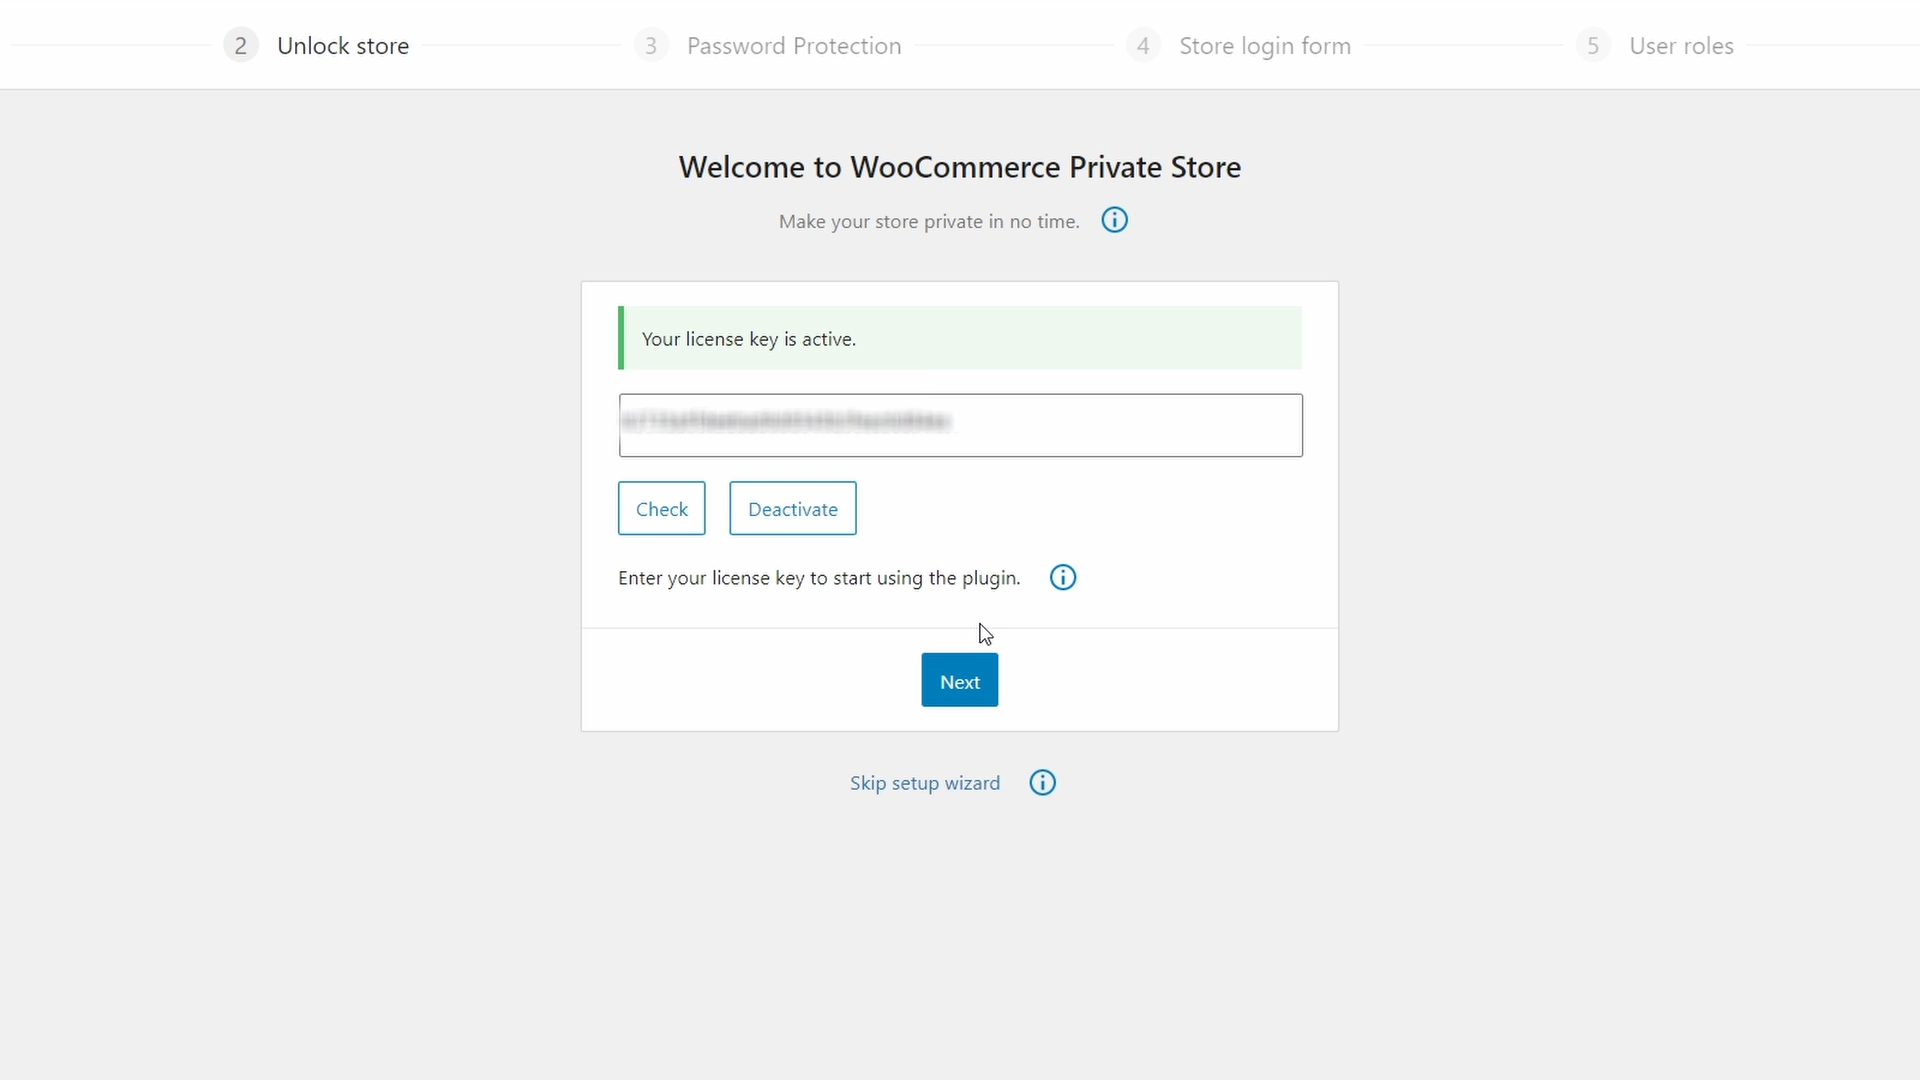 2 Unlock store 3 Password Protection 4 Store login form 5 User roles
Welcome to WooCommerce Private Store
Make your store private in no time.
Your license key is active.
Check Deactivate
Enter your license key to start using the plugin.
Next
Skip setup wizard